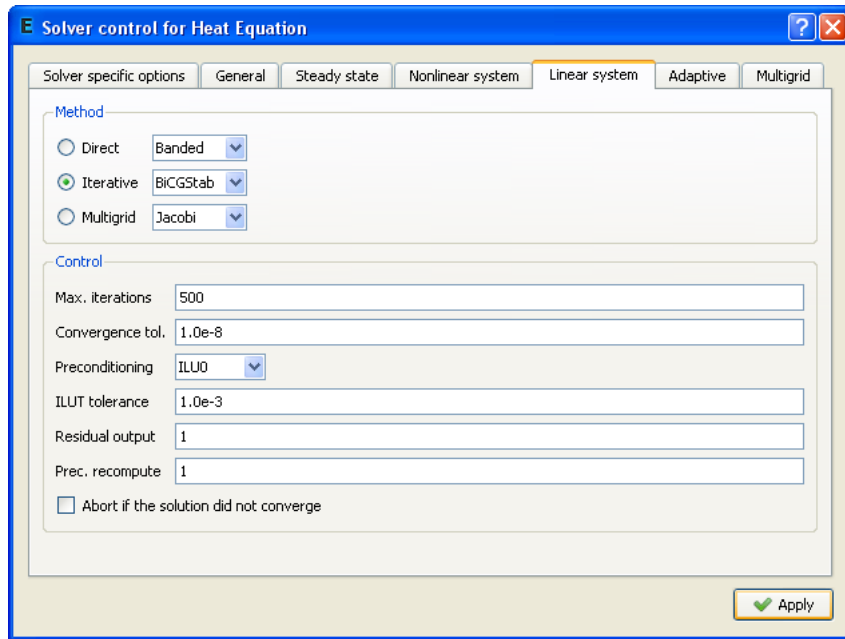 E Solver control for Heat Equation ?
Solver specific options General Steady state Nonlinear system Linear system Adaptive Multigrid
Method
Direct Banded
Iterative BiCGStab
Multigrid Jacobi
Control
Max. iterations 500
Convergence tol. 1.0e-8
Preconditioning ILU0
ILUT tolerance 1.0e-3
Residual output 1
Prec. recompute 1
Abort if the solution did not converge
Apply